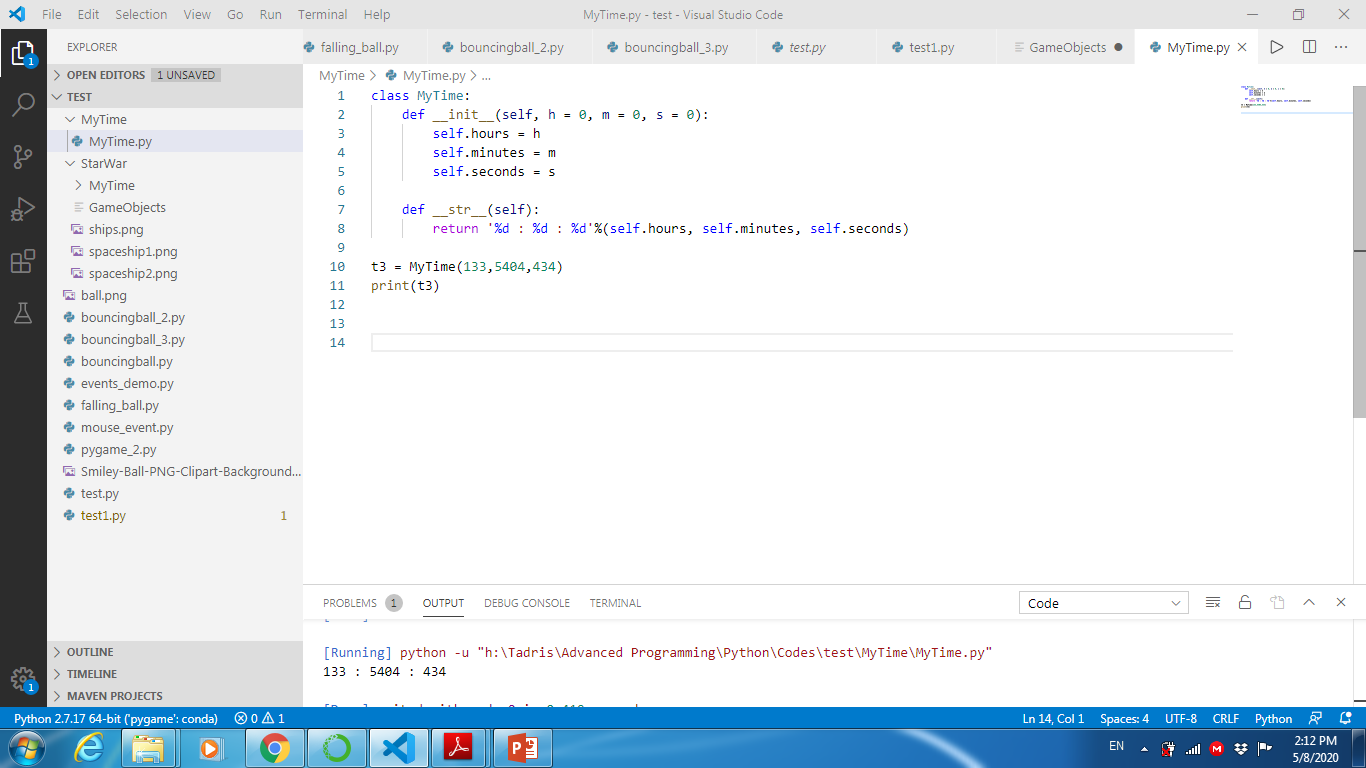 File Edit Selection View Go Run Terminal Help MyTime.py - test - Visual Studio Code
EXPLORER
OPEN EDITORS 1 UNSAVED
TEST
MyTime
MyTime.py
StarWar
MyTime
GameObjects
ships.png
spaceship1.png
spaceship2.png
ball.png
bouncingball_2.py
bouncingball_3.py
bouncingball.py
events_demo.py
falling_ball.py
mouse_event.py
pygame_2.py
Smiley-Ball-PNG-Clipart-Background...
test.py
test1.py 1
OUTLINE
TIMELINE
MAVEN PROJECTS
1
1
falling_ball.py bouncingball_2.py bouncingball_3.py test.py test1.py GameObjects MyTime.py
MyTime > MyTime.py > ...
1 class MyTime:
2     def __init__(self, h = 0, m = 0, s = 0):
3         self.hours = h
4         self.minutes = m
5         self.seconds = s
6
7     def __str__(self):
8         return '%d : %d : %d'%(self.hours, self.minutes, self.seconds)
9
10 t3 = MyTime(133,5404,434)
11 print(t3)
12
13
14
PROBLEMS 1 OUTPUT DEBUG CONSOLE TERMINAL Code
[Running] python -u "h:\Tadris\Advanced Programming\Python\Codes\test\MyTime\MyTime.py"
133 : 5404 : 434
Python 2.7.17 64-bit ('pygame': conda) 0 1 Ln 14, Col 1 Spaces: 4 UTF-8 CRLF Python
EN 2:12 PM
5/8/2020